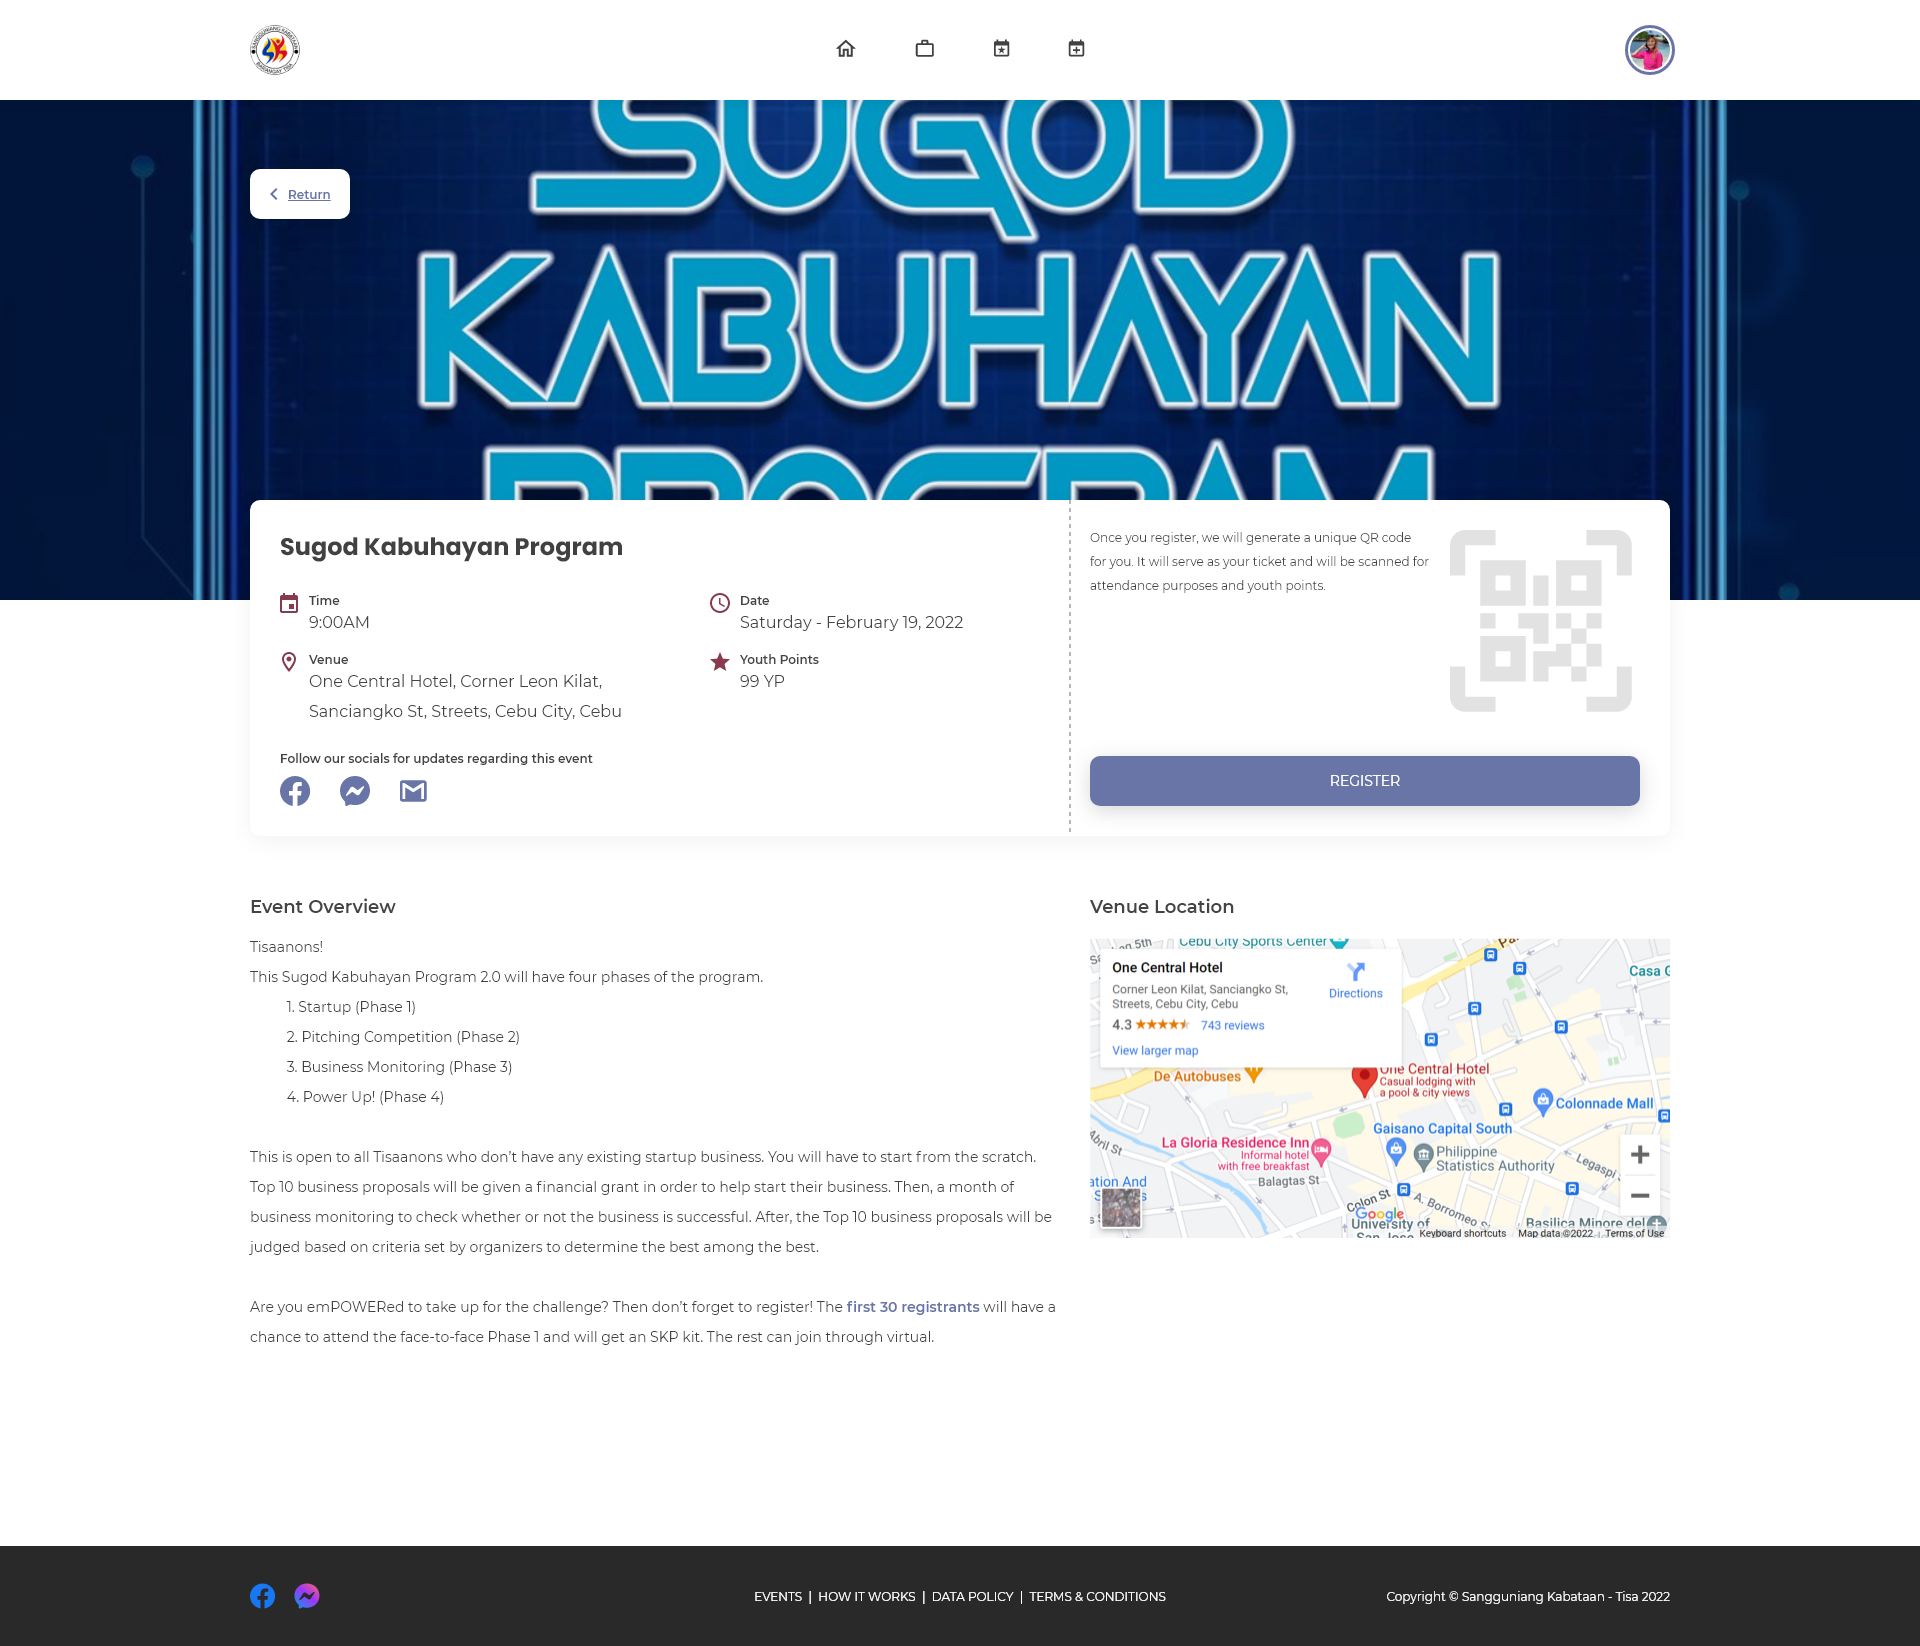 SANGGUNIANG KABATAAN
BARANGAY TISA
SUGOD
KABUHAYAN
PROGRAM
Return
Sugod Kabuhayan Program
Time
9:00AM
Date
Saturday - February 19, 2022
Venue
One Central Hotel, Corner Leon Kilat,
Sanciangko St, Streets, Cebu City, Cebu
Youth Points
99 YP
Follow our socials for updates regarding this event
Once you register, we will generate a unique QR code
for you. It will serve as your ticket and will be scanned for
attendance purposes and youth points.
REGISTER
Event Overview
Tisaanons!
This Sugod Kabuhayan Program 2.0 will have four phases of the program.
1. Startup (Phase 1)
2. Pitching Competition (Phase 2)
3. Business Monitoring (Phase 3)
4. Power Up! (Phase 4)
This is open to all Tisaanons who don’t have any existing startup business. You will have to start from the scratch.
Top 10 business proposals will be given a financial grant in order to help start their business. Then, a month of
business monitoring to check whether or not the business is successful. After, the Top 10 business proposals will be
judged based on criteria set by organizers to determine the best among the best.
Are you emPOWERed to take up for the challenge? Then don’t forget to register! The first 30 registrants will have a
chance to attend the face-to-face Phase 1 and will get an SKP kit. The rest can join through virtual.
Venue Location
5th
Cebu City Sports Center
One Central Hotel
Corner Leon Kilat, Sanciangko St,
Streets, Cebu City, Cebu
4.3 743 reviews
View larger map
Directions
Casa
De Autobuses
One Central Hotel
Casual lodging with
a pool & city views
Colonnade Mall
Gaisano Capital South
Abril St
La Gloria Residence Inn
Informal hotel
with free breakfast
Philippine
Statistics Authority
Legaspi
Balagtas St
And
Colon St
A. Borromeo
Google
University of
San Jose
Basilica Minore del
Keyboard shortcuts
Map data ©2022
Terms of Use
EVENTS | HOW IT WORKS | DATA POLICY | TERMS & CONDITIONS
Copyright © Sangguniang Kabataan - Tisa 2022